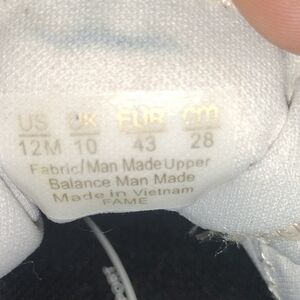 US UK EUR cm
12M 10 43 28
Fabric/Man Made Upper
Balance Man Made
Made in Vietnam
FAME